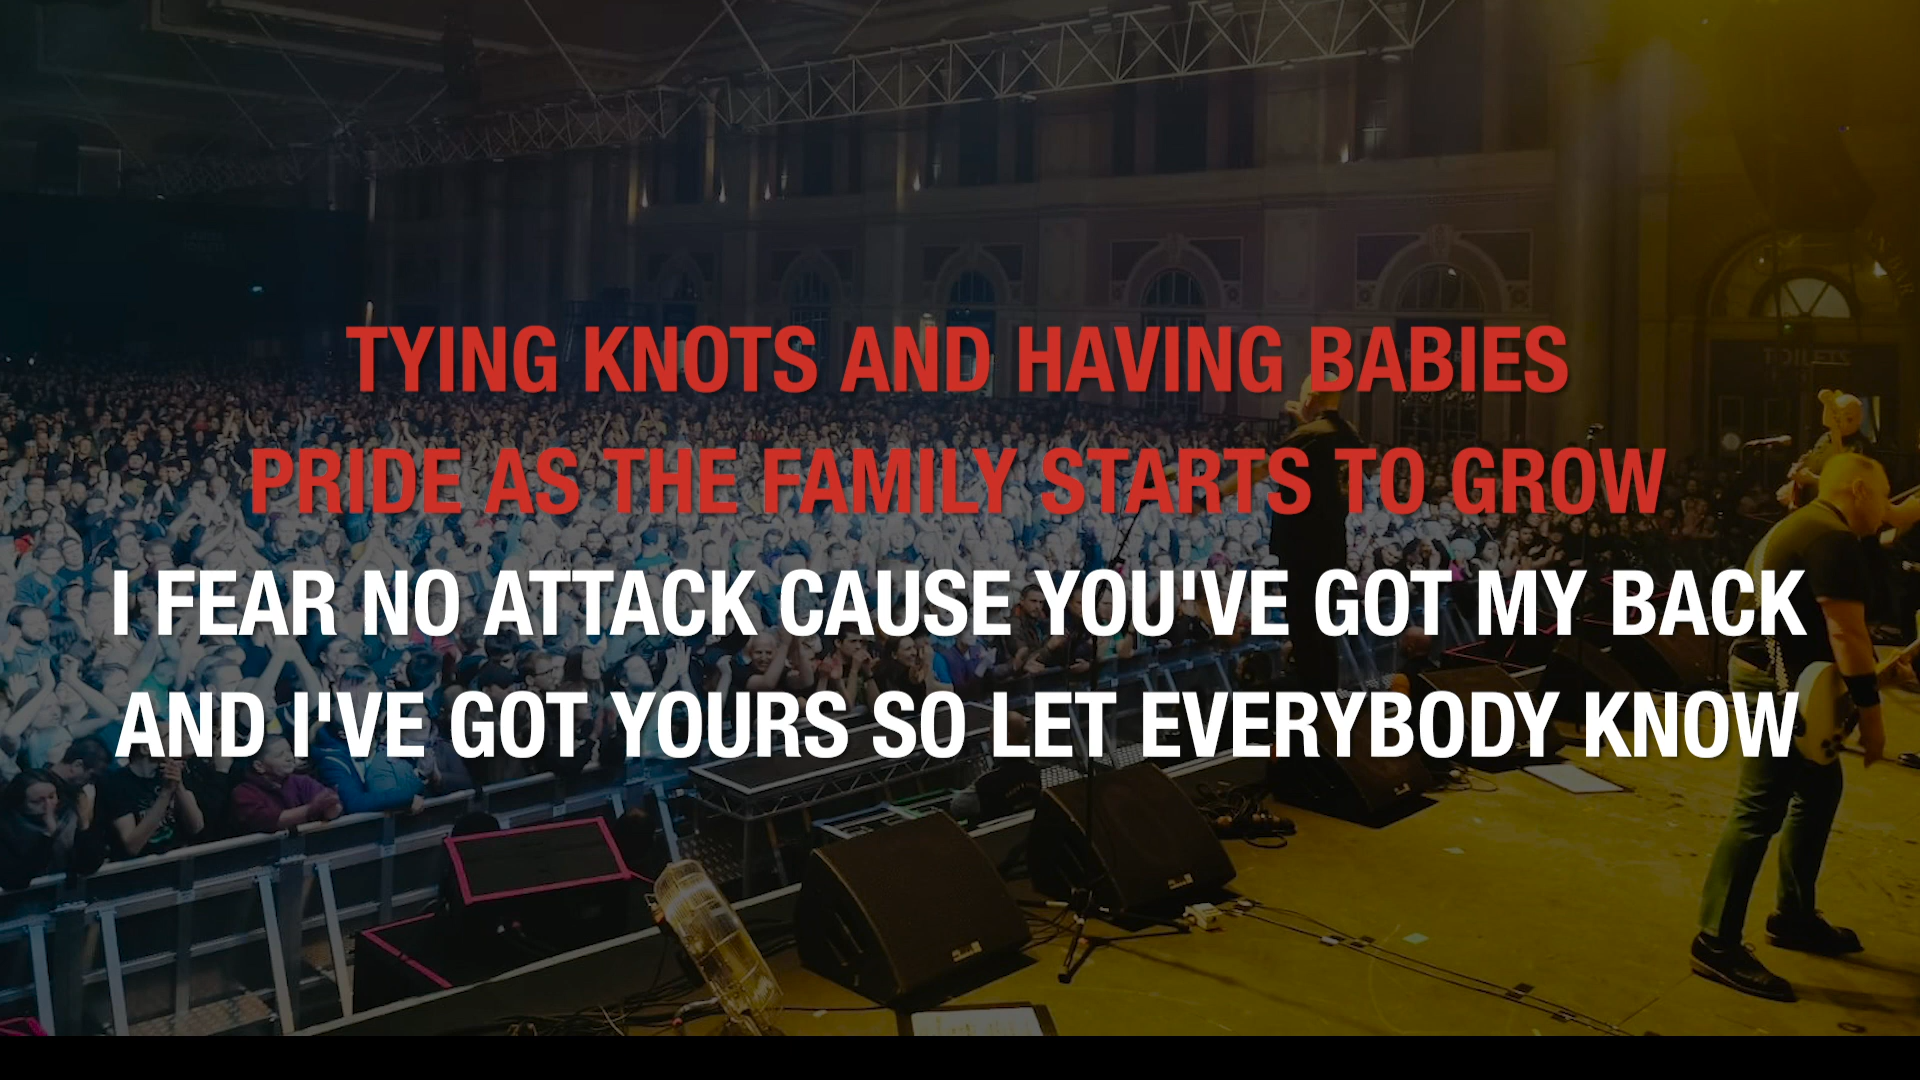 TYING KNOTS AND HAVING BABIES
PRIDE AS THE FAMILY STARTS TO GROW
I FEAR NO ATTACK CAUSE YOU'VE GOT MY BACK
AND I'VE GOT YOURS SO LET EVERYBODY KNOW